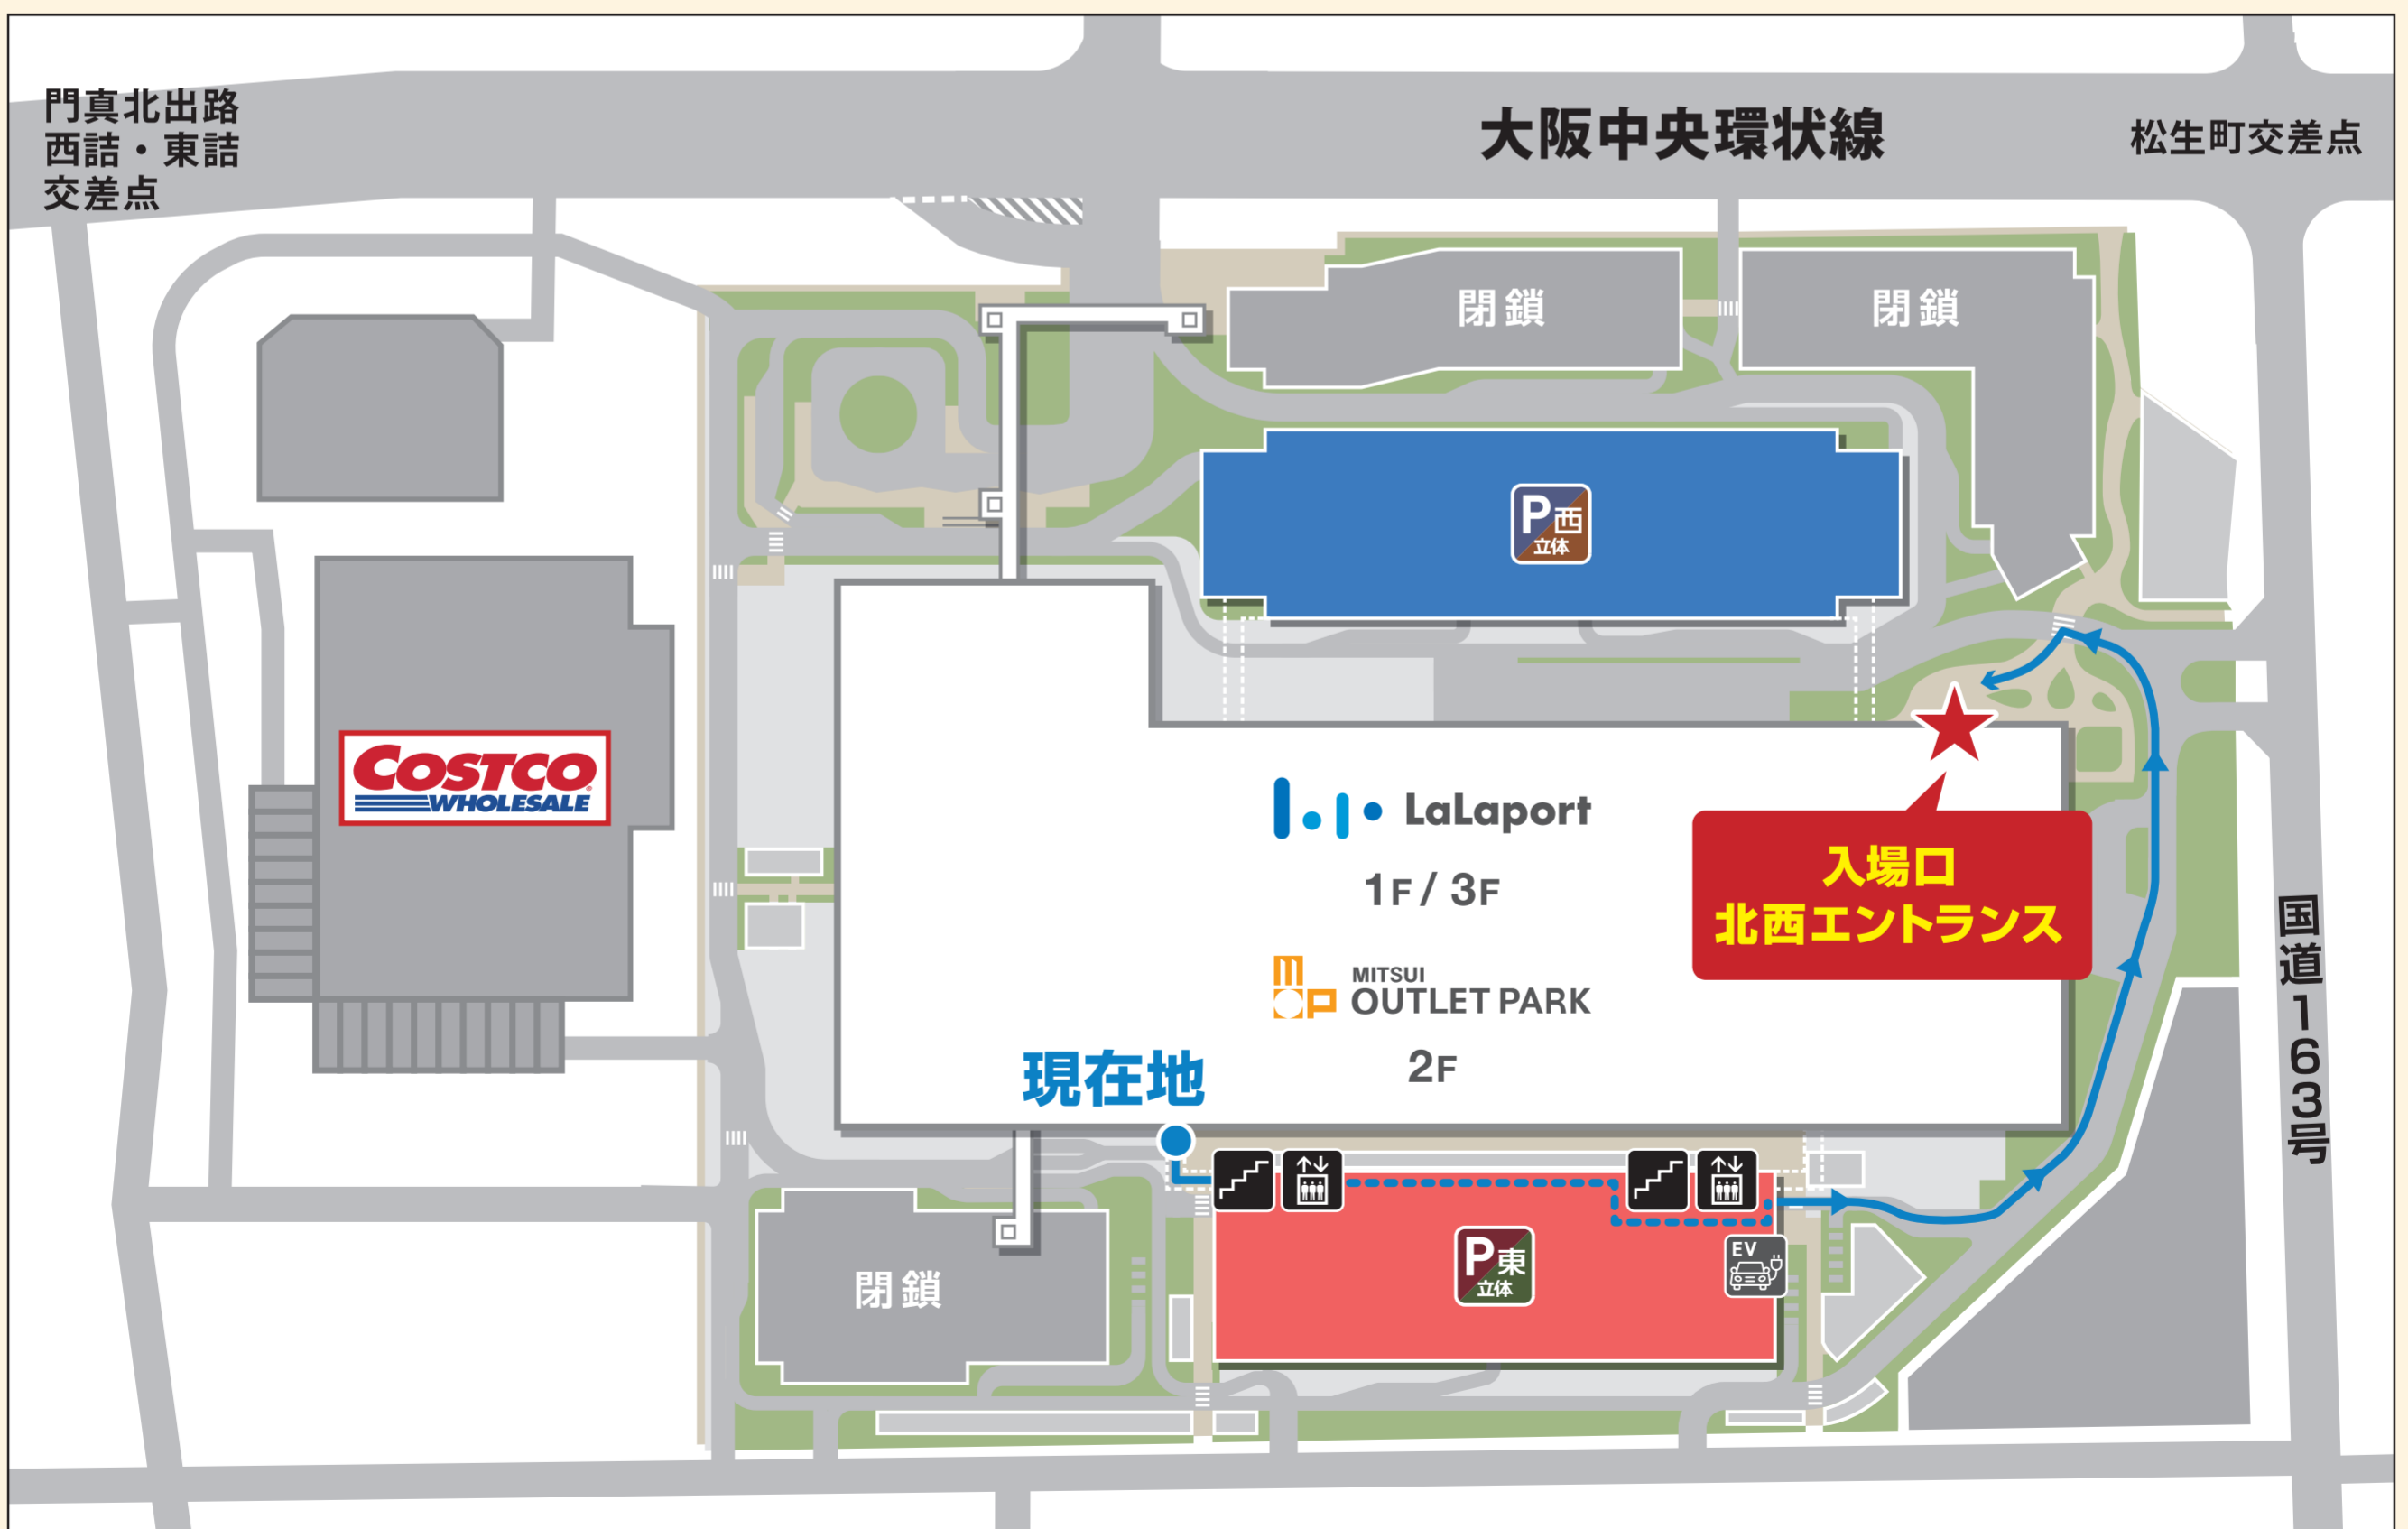 門真北出路
西詰・東詰
交差点
大阪中央環状線
松生町交差点
閉鎖
閉鎖
P西
立体
COSTCO
WHOLESALE
LaLaport
1F / 3F
入場口
北西エントランス
MITSUI
OUTLET PARK
2F
国道163号
現在地
P東
立体
EV
閉鎖